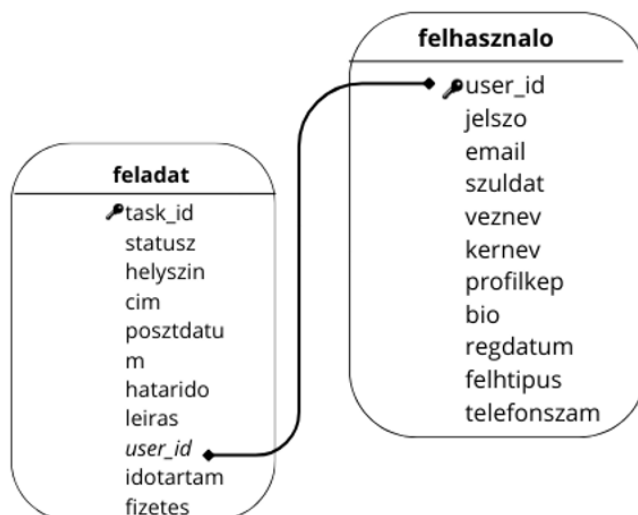 felhasznalo
user_id
jelszo
email
szuldat
veznev
kernev
profilkep
bio
regdatum
felhtipus
telefonszam
feladat
task_id
statusz
helyszin
cim
posztdatu
m
hatarido
leiras
user_id
idotartam
fizetes